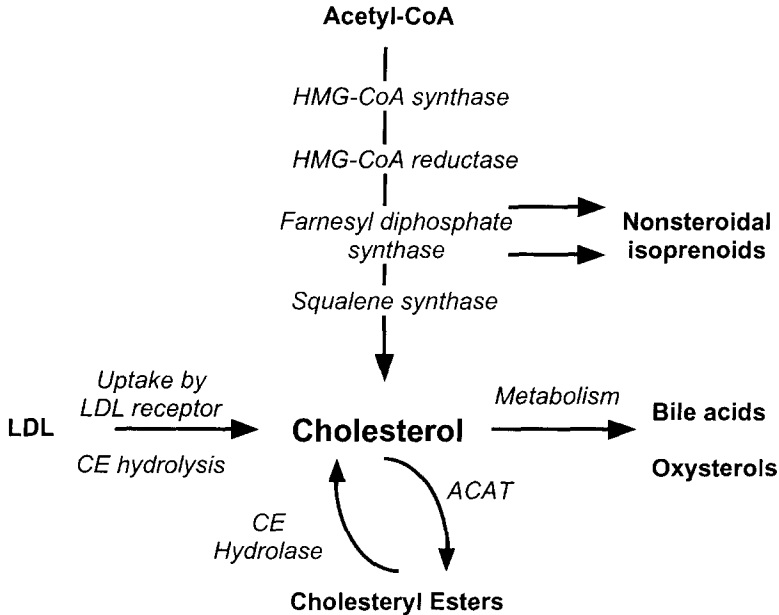 Acetyl-CoA
HMG-CoA synthase
HMG-CoA reductase
Farnesyl diphosphate
synthase
Nonsteroidal
isoprenoids
Squalene synthase
Uptake by
LDL receptor
LDL
CE hydrolysis
Cholesterol
Metabolism
Bile acids
Oxysterols
ACAT
CE
Hydrolase
Cholesteryl Esters